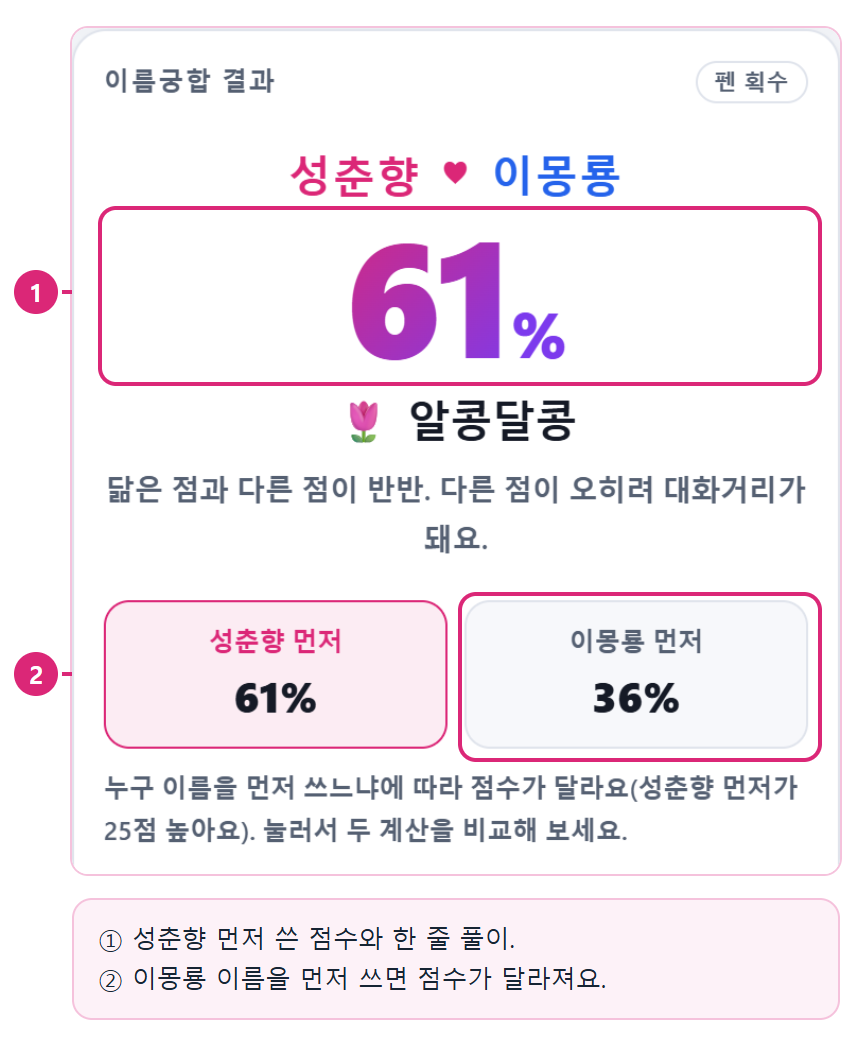 이름궁합 결과
펜 획수
성춘향 ♥ 이몽룡
1
61%
🌷 알콩달콩
닮은 점과 다른 점이 반반. 다른 점이 오히려 대화거리가
돼요.
2
성춘향 먼저
61%
이몽룡 먼저
36%
누구 이름을 먼저 쓰느냐에 따라 점수가 달라요(성춘향 먼저가
25점 높아요). 눌러서 두 계산을 비교해 보세요.
① 성춘향 먼저 쓴 점수와 한 줄 풀이.
② 이몽룡 이름을 먼저 쓰면 점수가 달라져요.